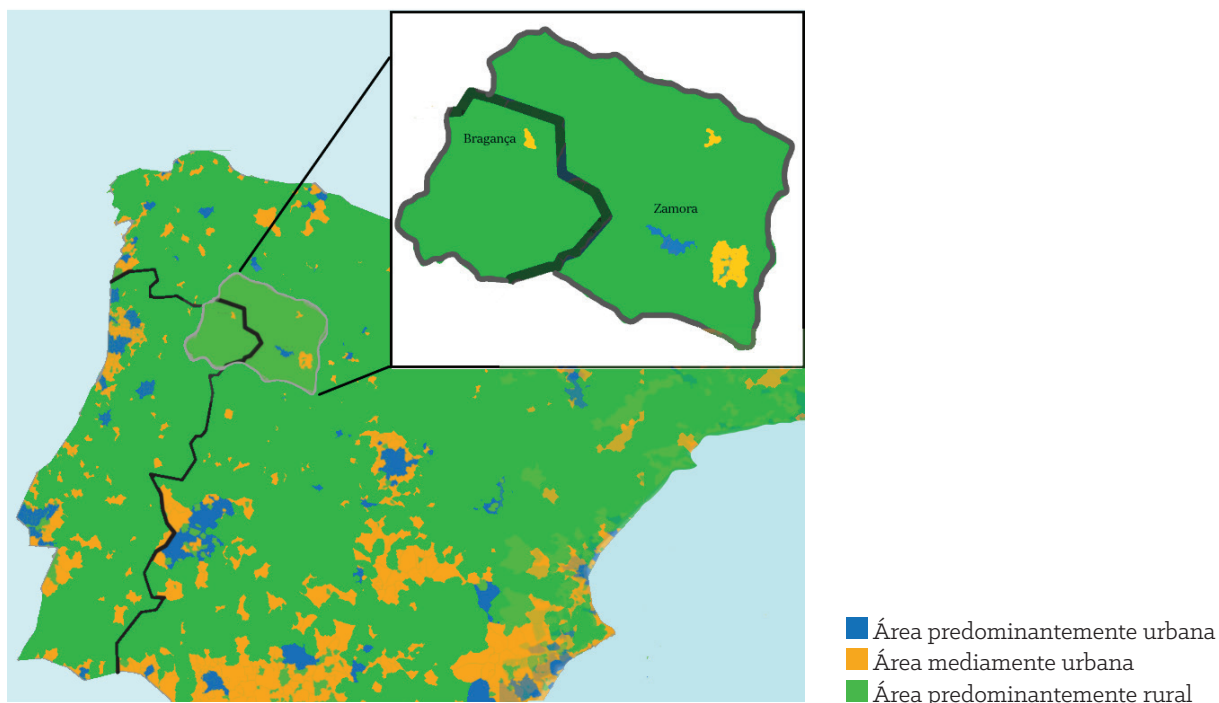 Bragança
Zamora
Área predominantemente urbana
Área mediamente urbana
Área predominantemente rural